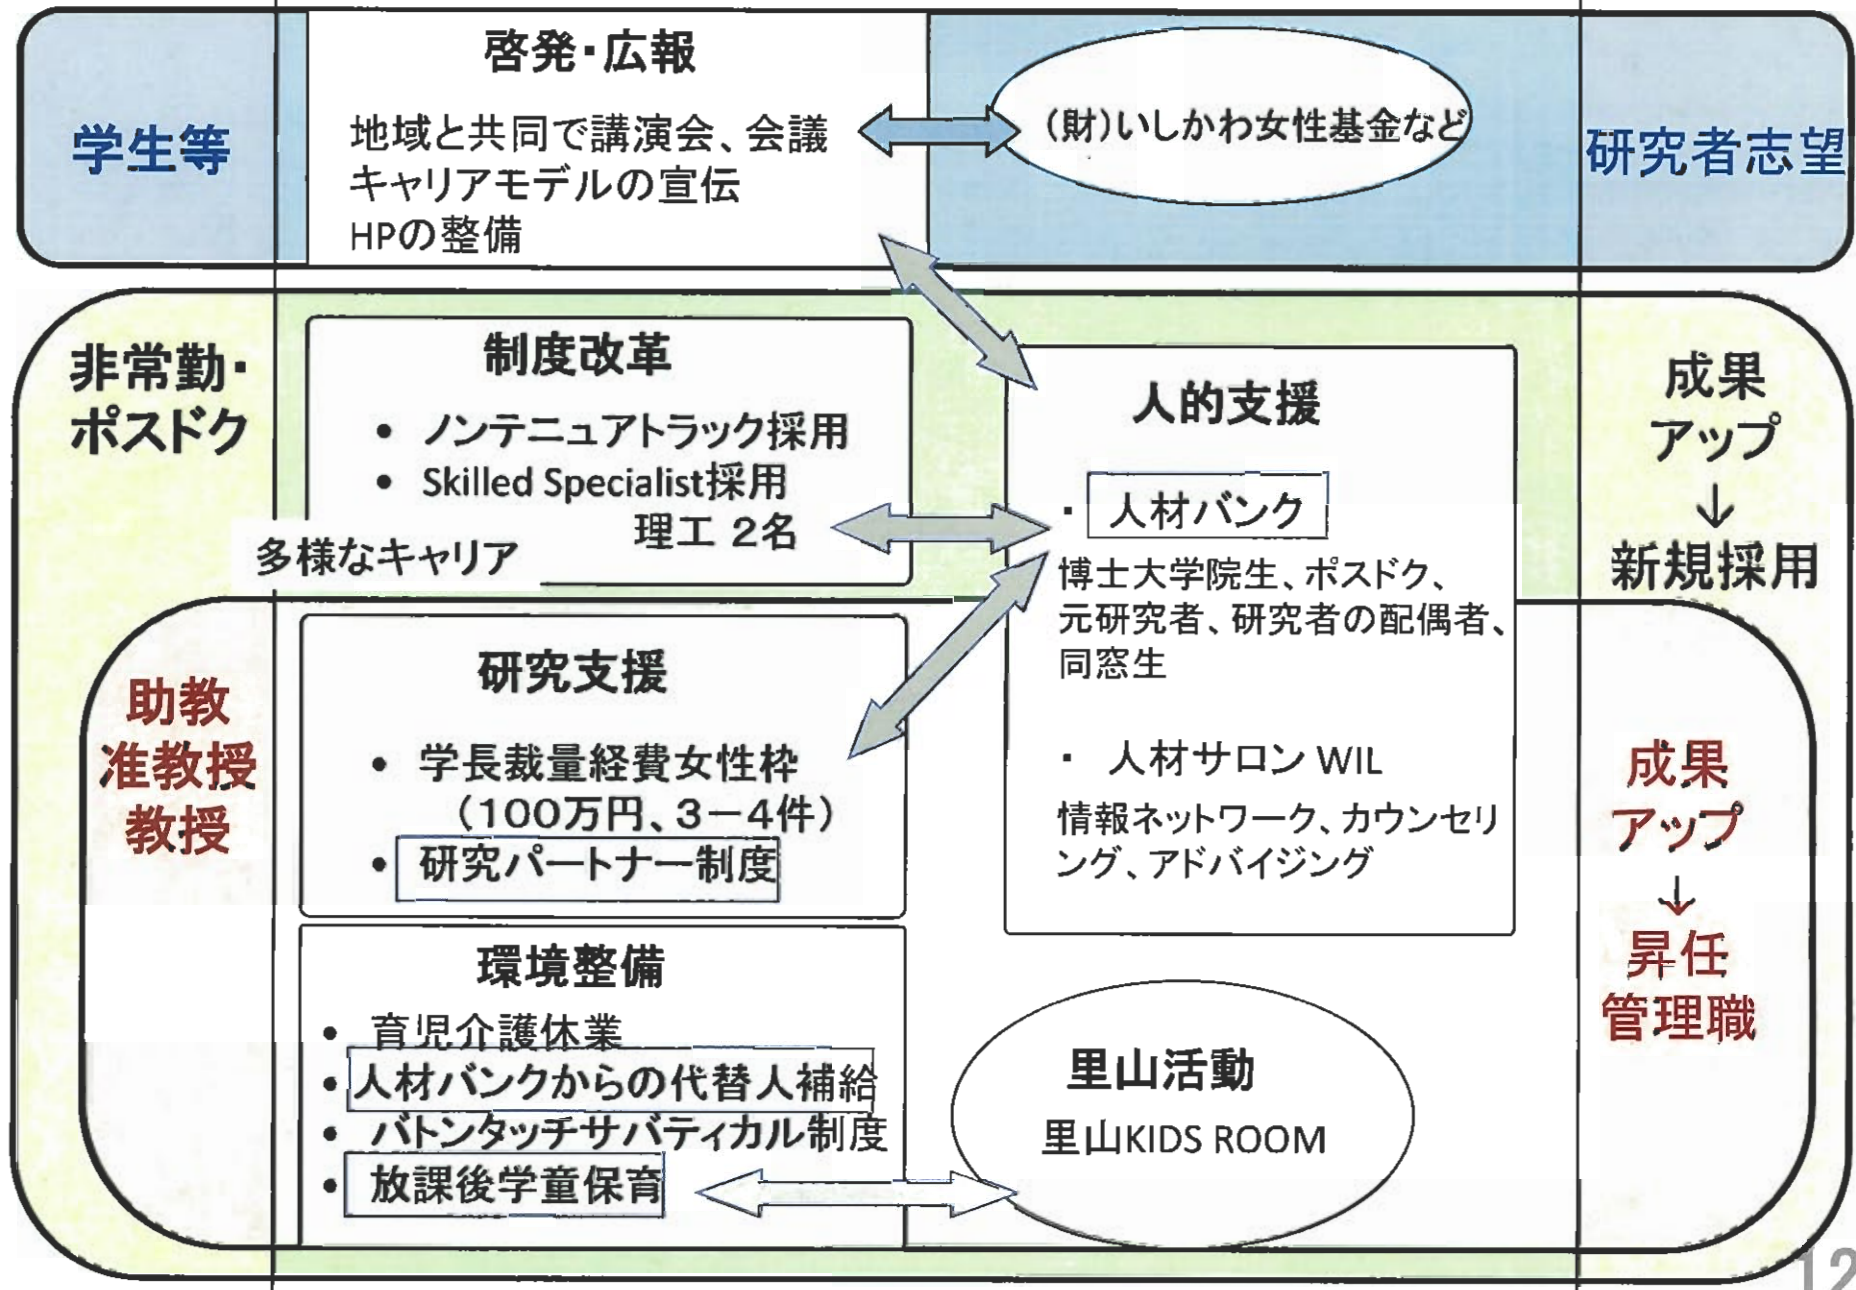 学生等
啓発・広報
地域と共同で講演会、会議
キャリアモデルの宣伝
HPの整備
(財)いしかわ女性基金など
研究者志望
非常勤・
ポスドク
制度改革
• ノンテニュアトラック採用
• Skilled Specialist採用
理工 2名
多様なキャリア
人的支援
・ 人材バンク
博士大学院生、ポスドク、
元研究者、研究者の配偶者、
同窓生
・ 人材サロン WIL
情報ネットワーク、カウンセリ
ング、アドバイジング
成果
アップ
↓
新規採用
助教
准教授
教授
研究支援
• 学長裁量経費女性枠
(100万円、3－4件)
• 研究パートナー制度
環境整備
• 育児介護休業
• 人材バンクからの代替人補給
• バトンタッチサバティカル制度
• 放課後学童保育
里山活動
里山KIDS ROOM
成果
アップ
↓
昇任
管理職
12